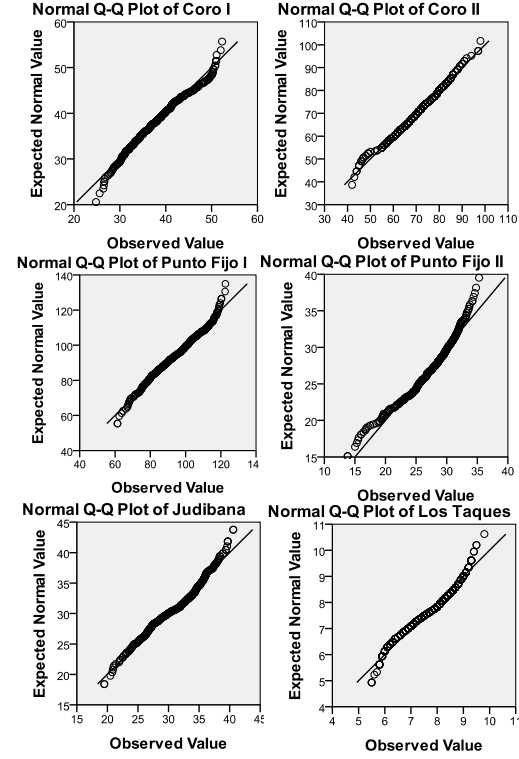 Normal Q-Q Plot of Coro I
Expected Normal Value
60
50
40
30
20
20 30 40 50 60
Observed Value
Normal Q-Q Plot of Coro II
Expected Normal Value
110
100
90
80
70
60
50
40
30
30 40 50 60 70 80 90 100 110
Observed Value
Normal Q-Q Plot of Punto Fijo I
Expected Normal Value
140
120
100
80
60
40
40 60 80 100 120 14
Observed Value
Normal Q-Q Plot of Punto Fijo II
Expected Normal Value
40
35
30
25
20
15
10 15 20 25 30 35 40
Observed Value
Normal Q-Q Plot of Judibana
Expected Normal Value
45
40
35
30
25
20
15
15 20 25 30 35 40 45
Observed Value
Normal Q-Q Plot of Los Taques
Expected Normal Value
11
10
9
8
7
6
5
4
4 5 6 7 8 9 10 1
Observed Value